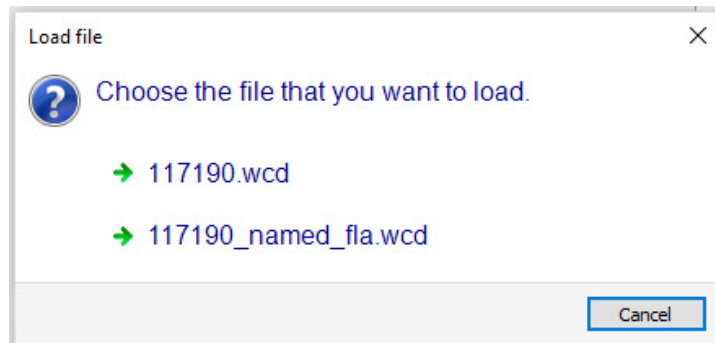 Load file
Choose the file that you want to load.
117190.wcd
117190_named_fla.wcd
Cancel